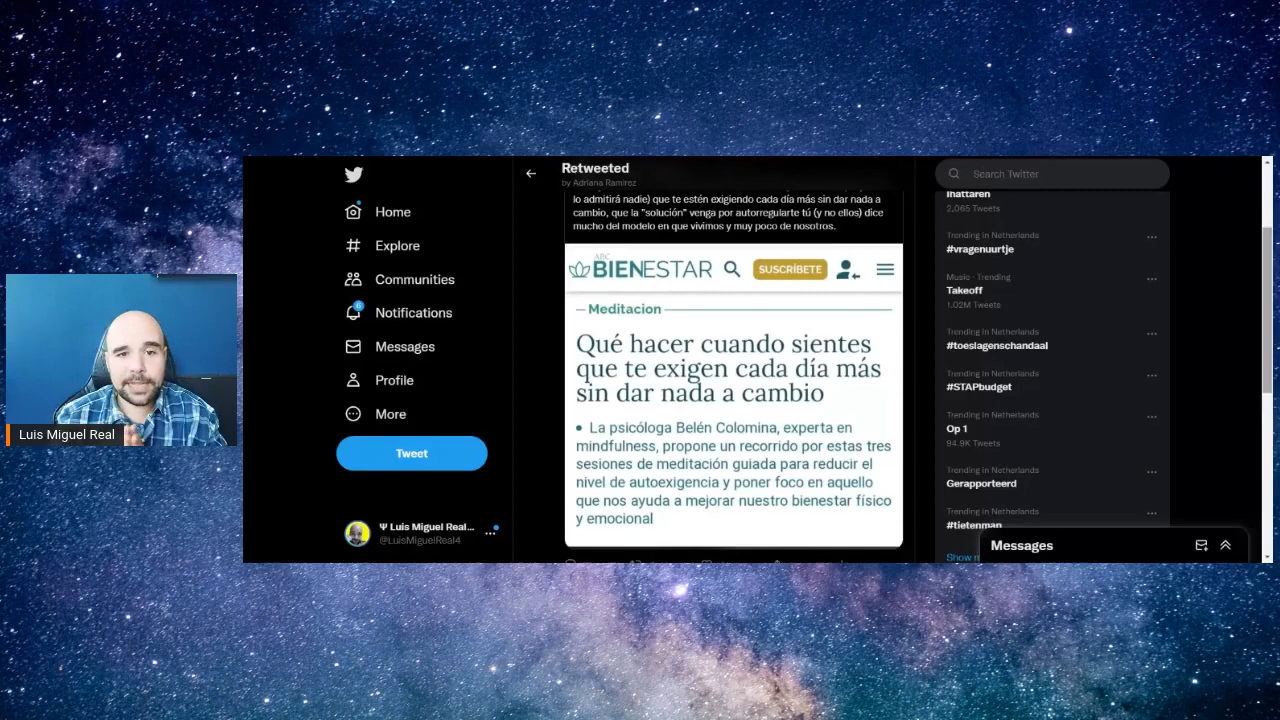 Home
Explore
Communities
6
Notifications
Messages
Profile
More
Tweet
Ψ Luis Miguel Real...
@LuisMiguelReal4
Luis Miguel Real
Retweeted
by Adriana Ramírez
lo admitirá nadie) que te estén exigiendo cada día más sin dar nada a
cambio, que la "solución" venga por autorregularte tú (y no ellos) dice
mucho del modelo en que vivimos y muy poco de nosotros.
ABC
BIENESTAR
SUSCRÍBETE
Meditacion
Qué hacer cuando sientes
que te exigen cada día más
sin dar nada a cambio
• La psicóloga Belén Colomina, experta en
mindfulness, propone un recorrido por estas tres
sesiones de meditación guiada para reducir el
nivel de autoexigencia y poner foco en aquello
que nos ayuda a mejorar nuestro bienestar físico
y emocional
Search Twitter
Ihattaren
2,065 Tweets
Trending in Netherlands
#vragenuurtje
Music · Trending
Takeoff
1.02M Tweets
Trending in Netherlands
#toeslagenschandaal
Trending in Netherlands
#STAPbudget
Trending in Netherlands
Op 1
94.9K Tweets
Trending in Netherlands
Gerapporteerd
Trending in Netherlands
#tietenman
Show
Messages